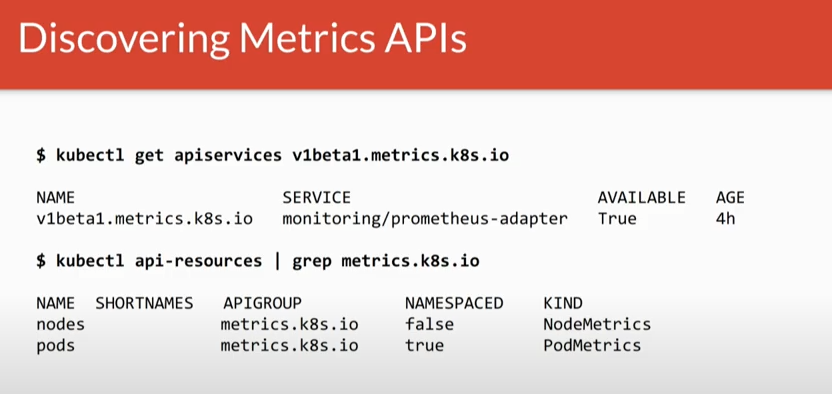 Discovering Metrics APIs
$ kubectl get apiservices v1beta1.metrics.k8s.io
NAME SERVICE AVAILABLE AGE
v1beta1.metrics.k8s.io monitoring/prometheus-adapter True 4h
$ kubectl api-resources | grep metrics.k8s.io
NAME SHORTNAMES APIGROUP NAMESPACED KIND
nodes metrics.k8s.io false NodeMetrics
pods metrics.k8s.io true PodMetrics